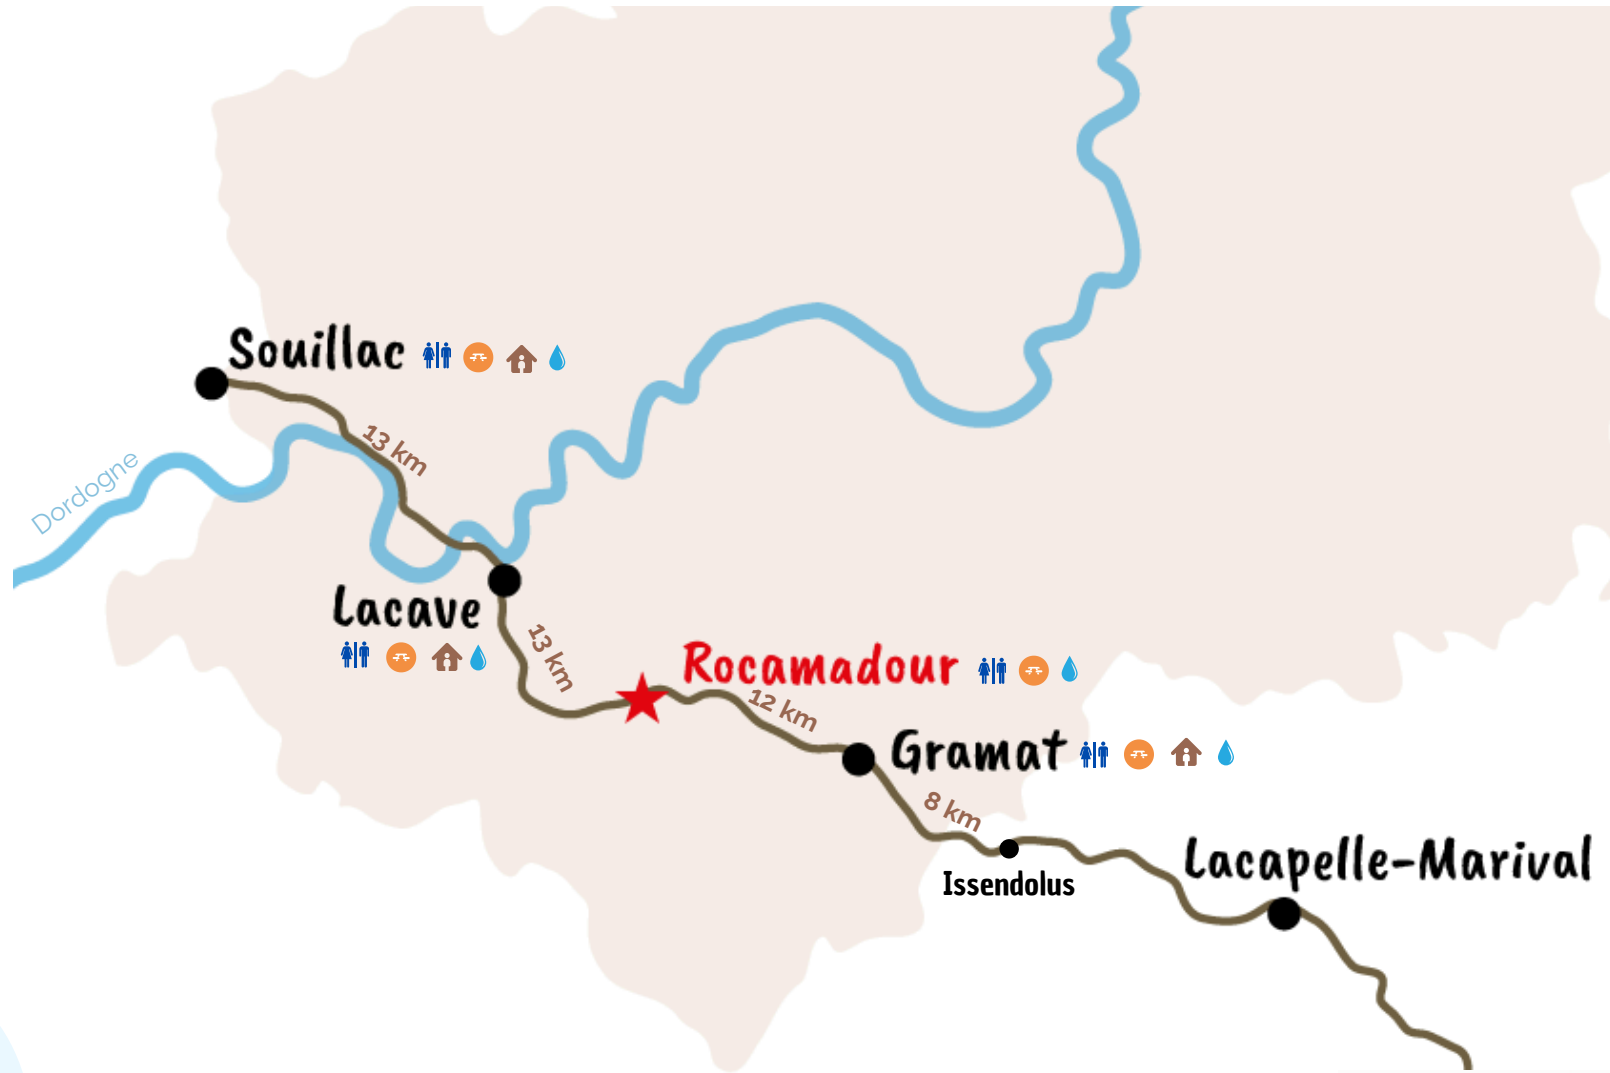 Souillac
13 km
Dordogne
Lacave
13 km
Rocamadour
12 km
Gramat
8 km
Issendolus
Lacapelle-Marival